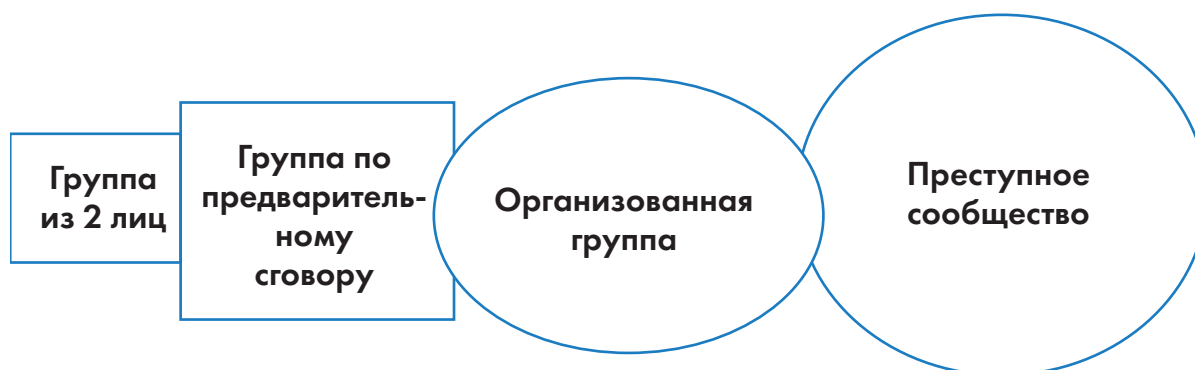 Группа
из 2 лиц
Группа по
предваритель-
ному
сговору
Организованная
группа
Преступное
сообщество